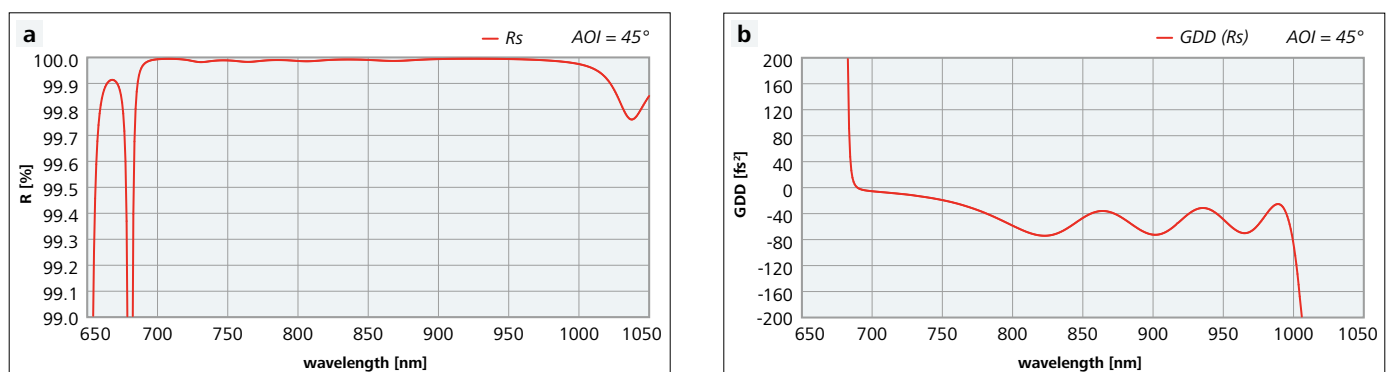 a
Rs AOI = 45°
R [%]
100.0
99.9
99.8
99.7
99.6
99.5
99.4
99.3
99.2
99.1
99.0
650 700 750 800 850 900 950 1000 1050
wavelength [nm]
b
GDD (Rs) AOI = 45°
GDD [fs²]
200
160
120
80
40
0
-40
-80
-120
-160
-200
650 700 750 800 850 900 950 1000 1050
wavelength [nm]